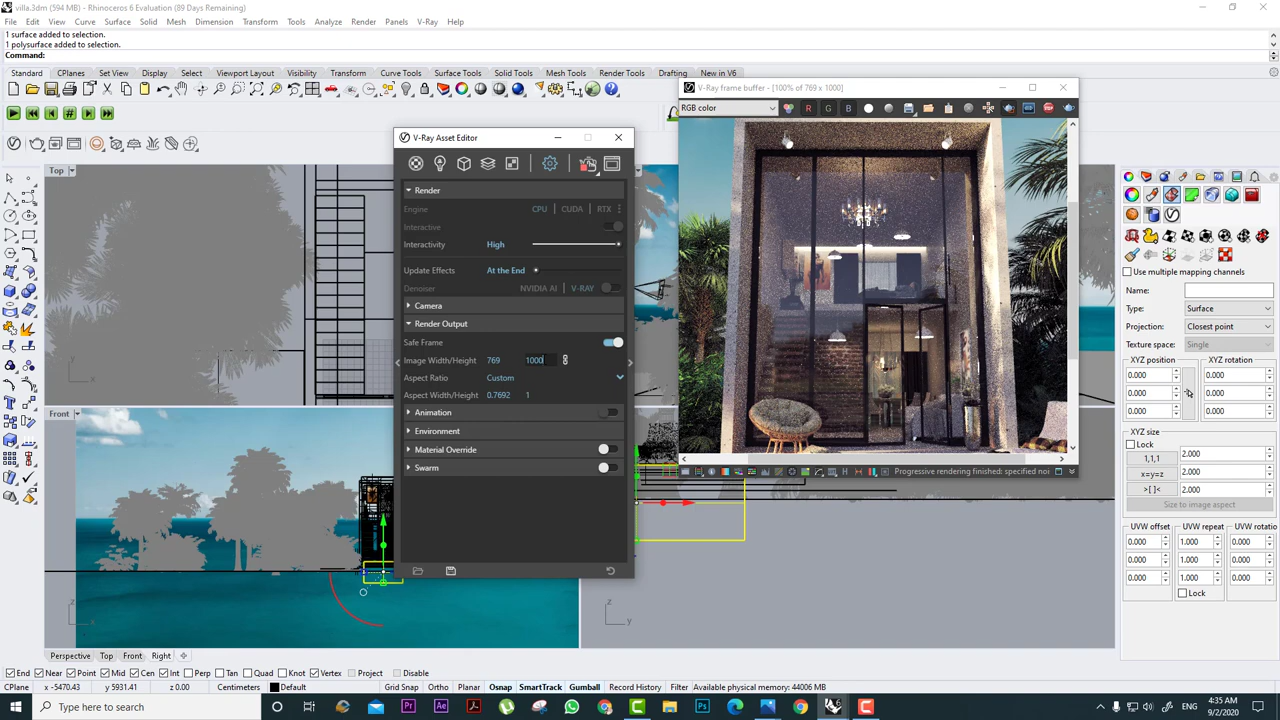 villa.3dm (594 MB) - Rhinoceros 6 Evaluation (89 Days Remaining)
File Edit View Curve Surface Solid Mesh Dimension Transform Tools Analyze Render Panels V-Ray Help
1 surface added to selection.
1 polysurface added to selection.
Command:
Standard CPlanes Set View Display Select Viewport Layout Visibility Transform Curve Tools Surface Tools Solid Tools Mesh Tools Render Tools Drafting New in V6
V-Ray frame buffer - [100% of 769 x 1000]
RGB color
R G B
V-Ray Asset Editor
Render
Engine CPU CUDA RTX
Interactive
Interactivity High
Update Effects At the End
Denoiser NVIDIA AI V-RAY
Camera
Render Output
Safe Frame
Image Width/Height 769 1000
Aspect Ratio Custom
Aspect Width/Height 0.7692 1
Animation
Environment
Material Override
Swarm
Progressive rendering finished: specified noi
Top
Front
x
y
z
x
z
y
Use multiple mapping channels
Name:
Type: Surface
Projection: Closest point
Texture space: Single
XYZ position XYZ rotation
0.000 0.000
0.000 0.000
0.000 0.000
XYZ size
Lock
1,1,1 2.000
x=y=z 2.000
>[ ]< 2.000
Size to image aspect
UVW offset UVW repeat UVW rotatio
0.000 1.000 0.000
0.000 1.000 0.000
0.000 1.000 0.000
Lock
Perspective Top Front Right
End Near Point Mid Cen Int Perp Tan Quad Knot Vertex Project Disable
CPlane x -5470.43 y 5931.41 z 0.00 Centimeters Default Grid Snap Ortho Planar Osnap SmartTrack Gumball Record History Filter Available physical memory: 44006 MB
Type here to search
Pr Ae Ps
4:35 AM
9/2/2020